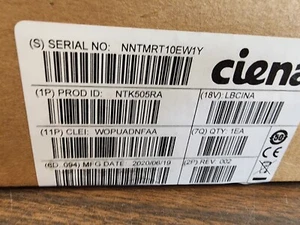 (S) SERIAL NO: NNTMRT10EW1Y
ciena
(1P) PROD ID: NTK505RA
(18V): LBCINA
(11P) CLEI: WOPUADNFAA
(7Q) QTY: 1EA
(6D, 094) MFG DATE 2020/06/19
(2P) REV. 002